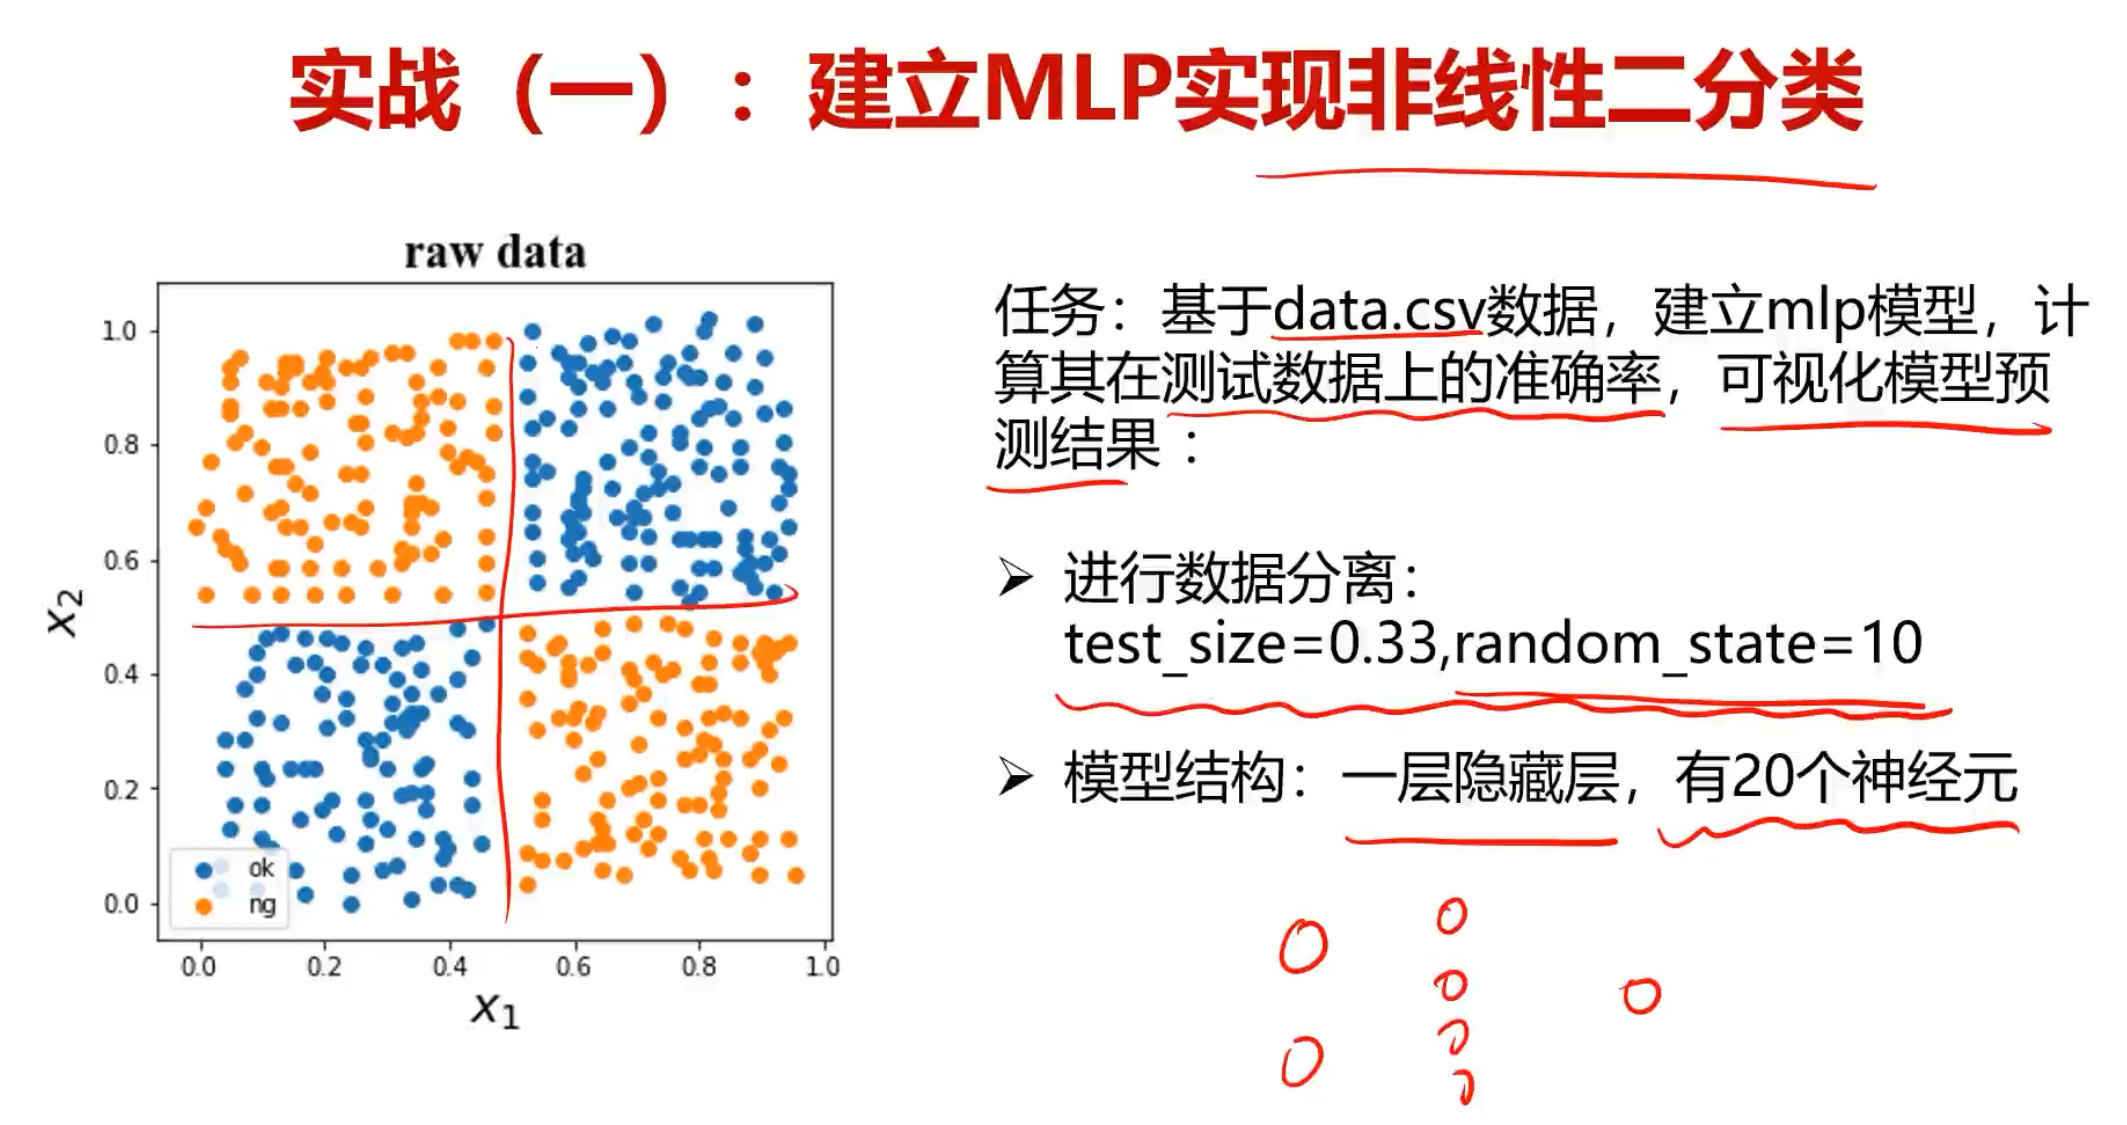 实战（一）：建立MLP实现非线性二分类
raw data
1.0
0.8
0.6
0.4
0.2
0.0
x2
ok
ng
0.0 0.2 0.4 0.6 0.8 1.0
x1
任务：基于data.csv数据，建立mlp模型，计
算其在测试数据上的准确率，可视化模型预
测结果：
➢ 进行数据分离：
test_size=0.33,random_state=10
➢ 模型结构：一层隐藏层，有20个神经元